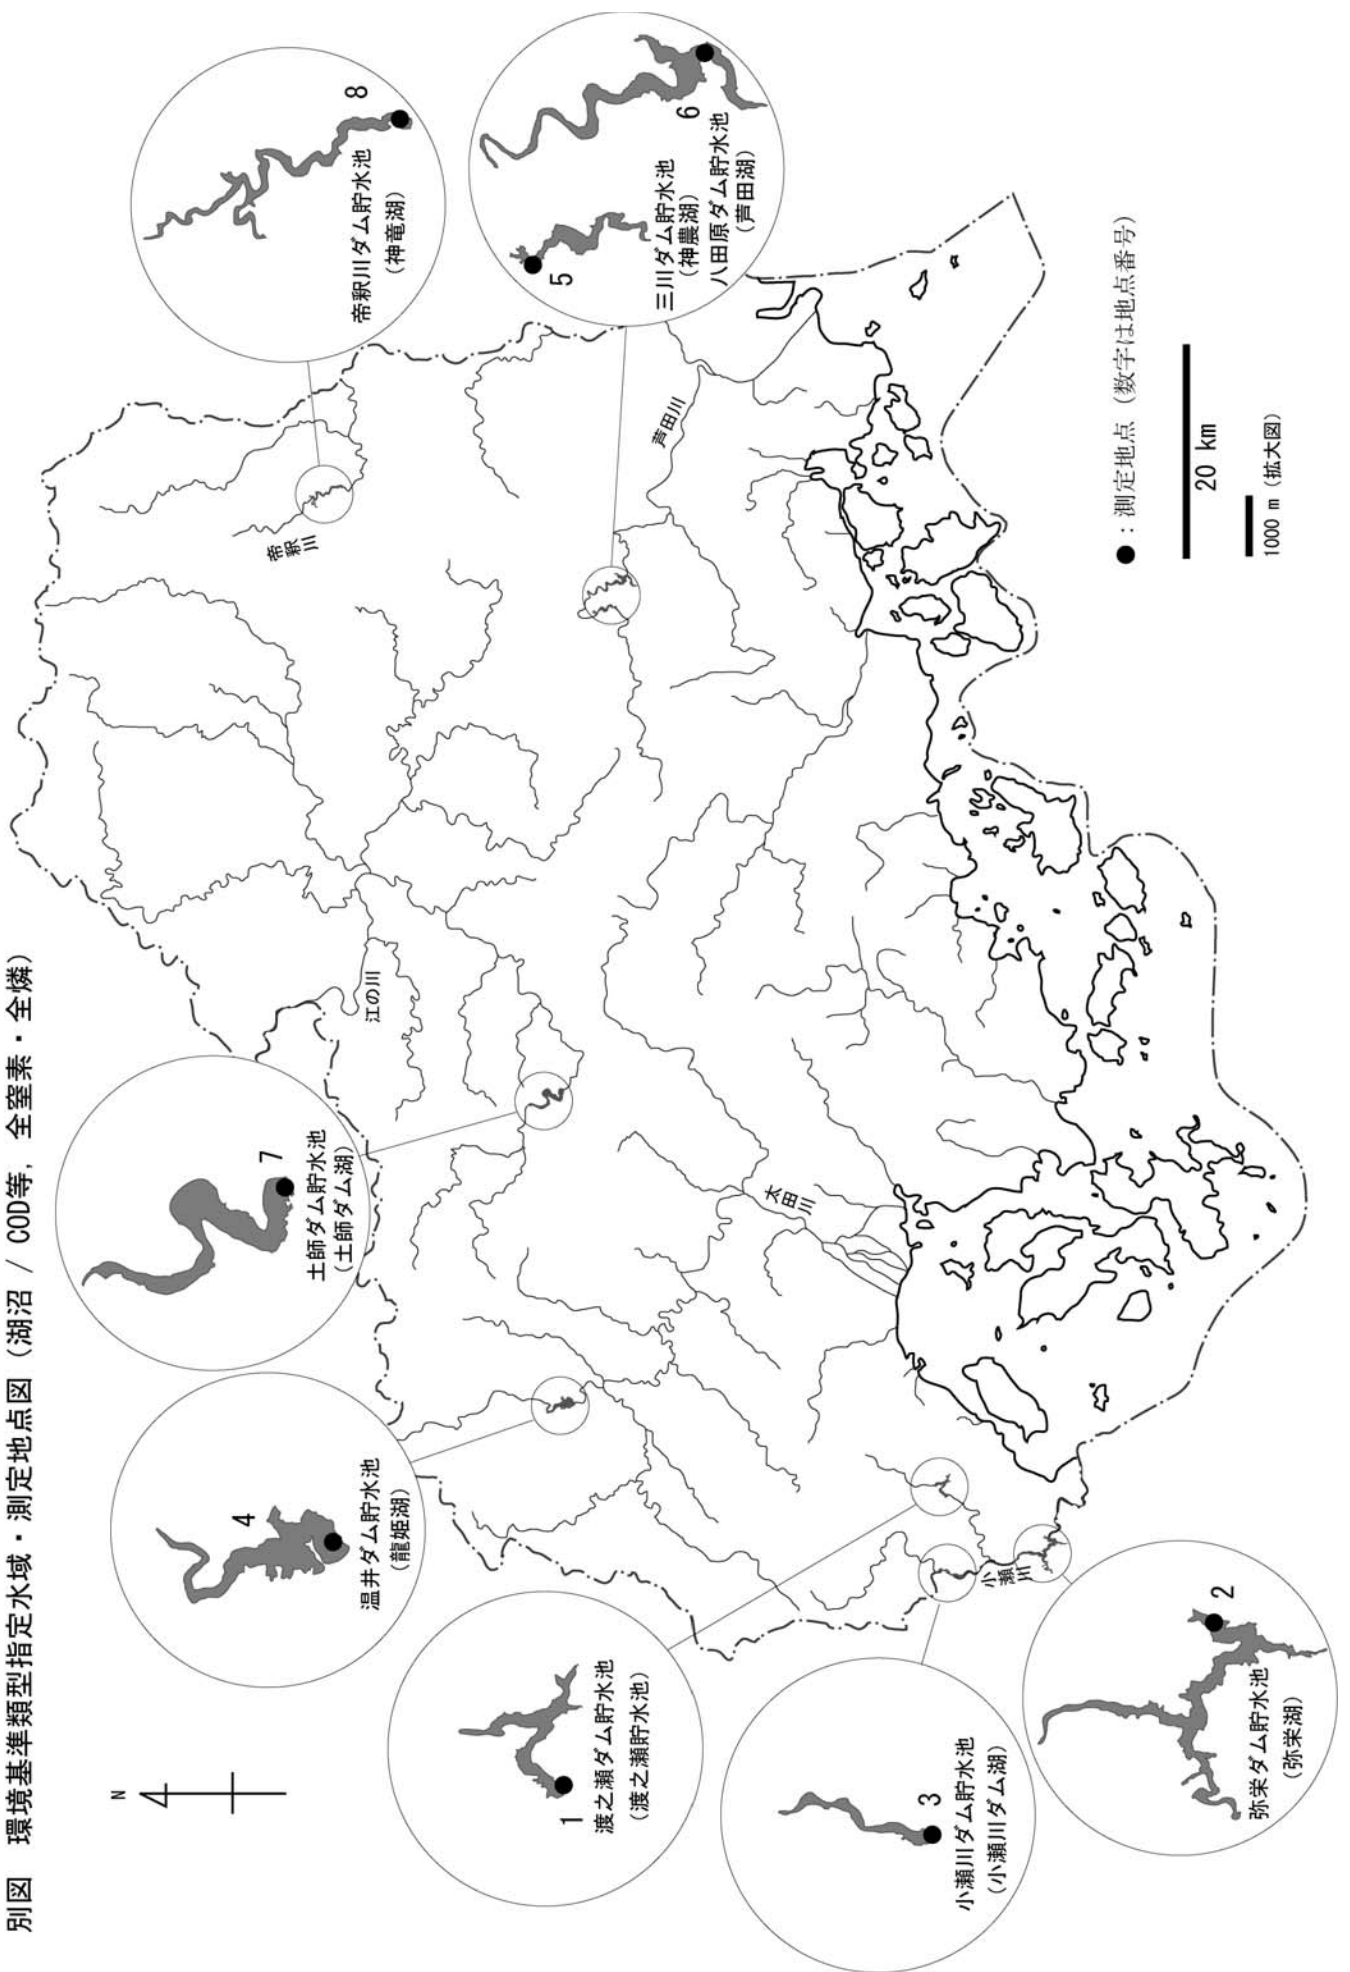 別図　環境基準類型指定水域・測定地点図（湖沼 / COD等，全窒素・全燐）
N
4
温井ダム貯水池
（龍姫湖）
7
土師ダム貯水池
（土師ダム湖）
8
帝釈川ダム貯水池
（神竜湖）
5
三川ダム貯水池
（神農湖）
6
八田原ダム貯水池
（芦田湖）
1
渡之瀬ダム貯水池
（渡之瀬貯水池）
3
小瀬川ダム貯水池
（小瀬川ダム湖）
2
弥栄ダム貯水池
（弥栄湖）
江の川
帝釈川
芦田川
太田川
小瀬川
●：測定地点（数字は地点番号）
20 km
1000 m（拡大図）